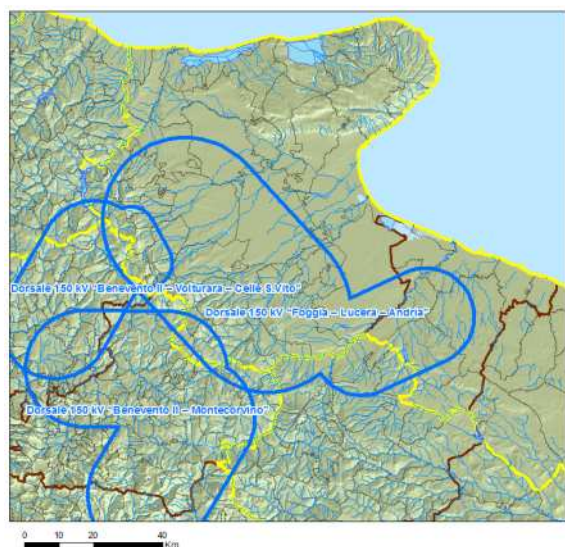 Dorsale 150 kV "Benevento II – Volturara – Celle S.Vito"
Dorsale 150 kV "Foggia – Lucera – Andria"
Dorsale 150 kV "Benevento II – Montecorvino"
0 10 20 40
Km